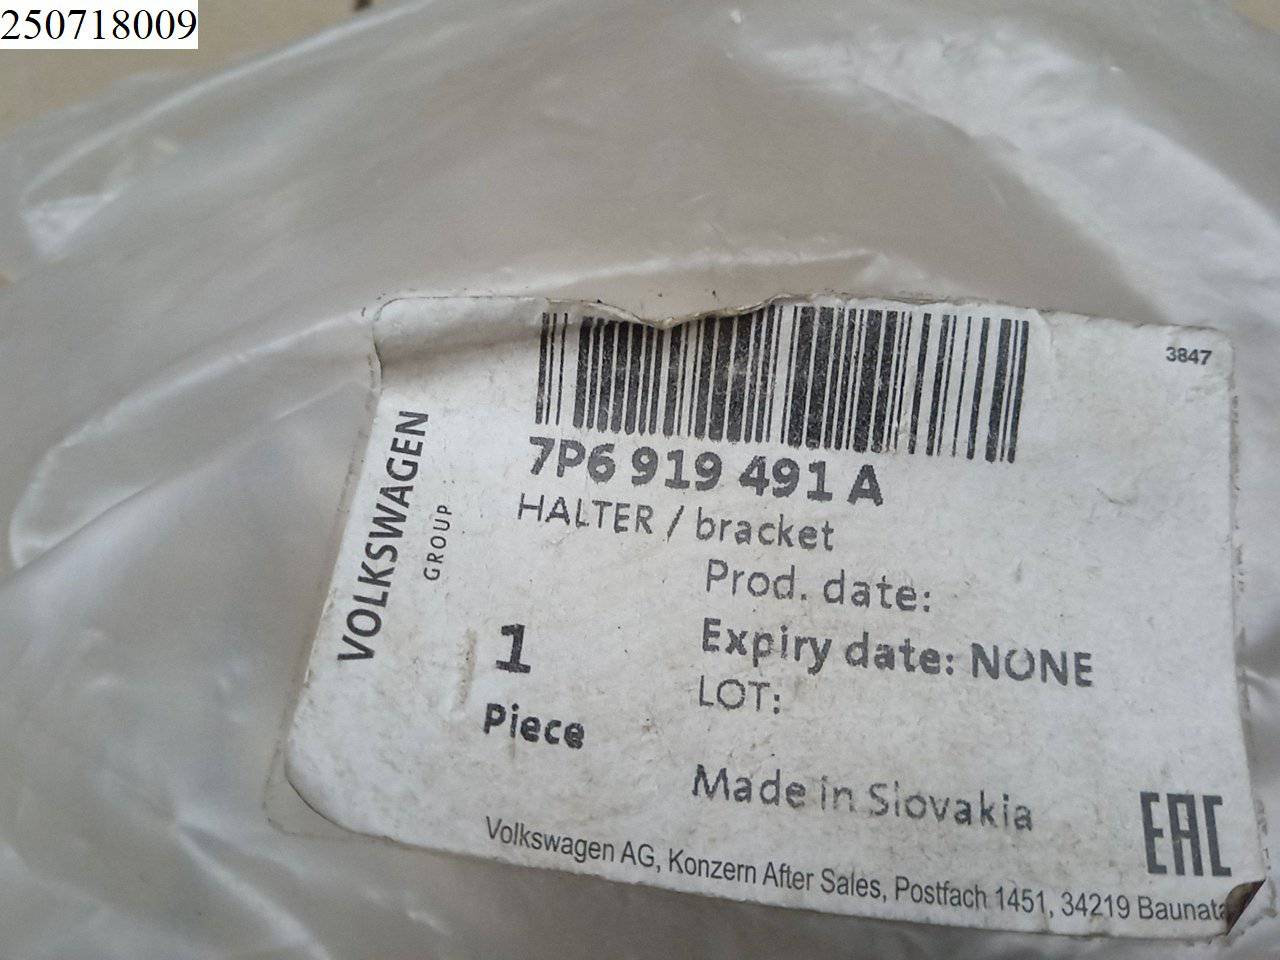 250718009
3847
7P6 919 491 A
HALTER / bracket
Prod. date:
Expiry date: NONE
LOT:
1
Piece
Made in Slovakia
VOLKSWAGEN
GROUP
EAC
Volkswagen AG, Konzern After Sales, Postfach 1451, 34219 Baunata